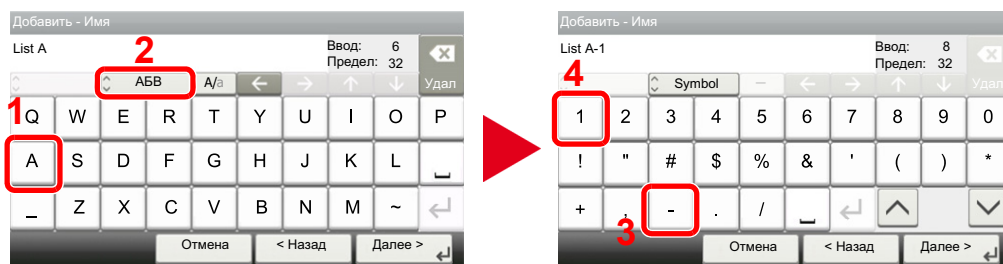 Добавить - Имя
List A
Ввод: 6
Предел: 32
2
АБВ
A/a
Удал
1
Q W E R T Y U I O P
A S D F G H J K L
_ Z X C V B N M ~
Отмена
< Назад
Далее >
Добавить - Имя
List A-1
Ввод: 8
Предел: 32
4
Symbol
Удал
1 2 3 4 5 6 7 8 9 0
! " # $ % & ' ( ) *
+ , - . /
3
Отмена
< Назад
Далее >